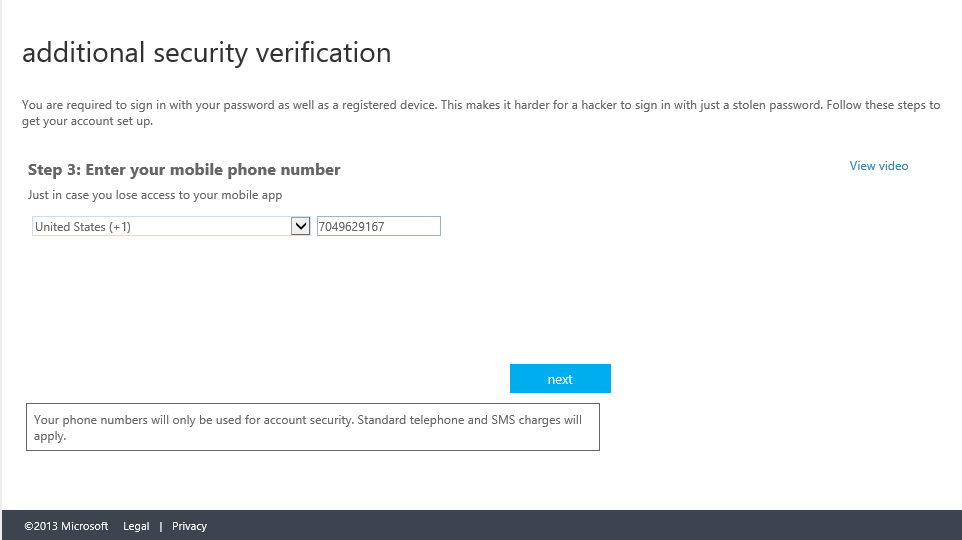 additional security verification
You are required to sign in with your password as well as a registered device. This makes it harder for a hacker to sign in with just a stolen password. Follow these steps to
get your account set up.
Step 3: Enter your mobile phone number
View video
Just in case you lose access to your mobile app
United States (+1)
7049629167
next
Your phone numbers will only be used for account security. Standard telephone and SMS charges will
apply.
©2013 Microsoft Legal | Privacy